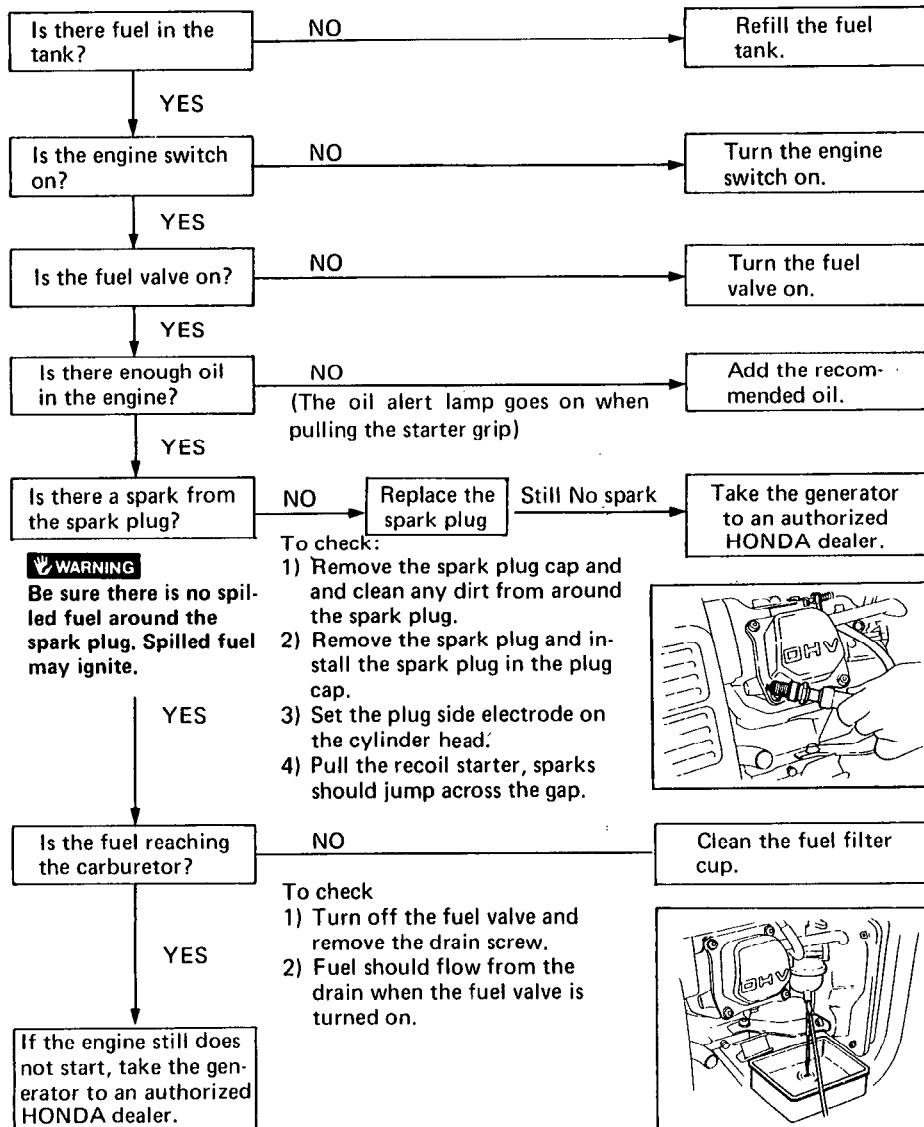 Is there fuel in the
tank?
NO
Refill the fuel
tank.
YES
Is the engine switch
on?
NO
Turn the engine
switch on.
YES
Is the fuel valve on?
NO
Turn the fuel
valve on.
YES
Is there enough oil
in the engine?
NO
(The oil alert lamp goes on when
pulling the starter grip)
Add the recom-
mended oil.
YES
Is there a spark from
the spark plug?
NO
Replace the
spark plug
Still No spark
Take the generator
to an authorized
HONDA dealer.
WARNING
Be sure there is no spil-
led fuel around the
spark plug. Spilled fuel
may ignite.
To check:
1) Remove the spark plug cap and
and clean any dirt from around
the spark plug.
2) Remove the spark plug and in-
stall the spark plug in the plug
cap.
3) Set the plug side electrode on
the cylinder head.
4) Pull the recoil starter, sparks
should jump across the gap.
OHV
YES
Is the fuel reaching
the carburetor?
NO
Clean the fuel filter
cup.
To check
1) Turn off the fuel valve and
remove the drain screw.
2) Fuel should flow from the
drain when the fuel valve is
turned on.
OHV
YES
If the engine still does
not start, take the gen-
erator to an authorized
HONDA dealer.